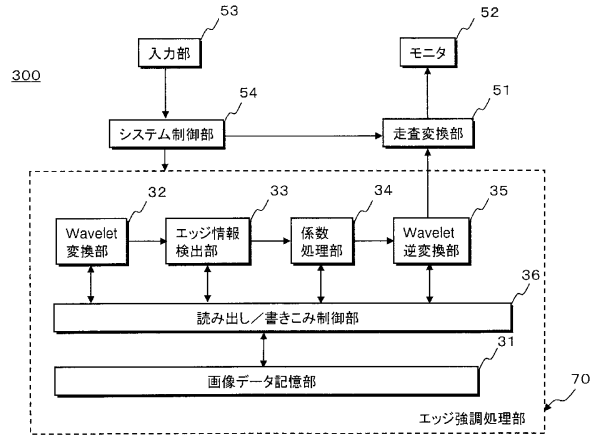 53
52
入力部
モニタ
300
54
51
システム制御部
走査変換部
32
33
34
35
Wavelet
変換部
エッジ情報
検出部
係数
処理部
Wavelet
逆変換部
36
読み出し／書きこみ制御部
31
画像データ記憶部
70
エッジ強調処理部